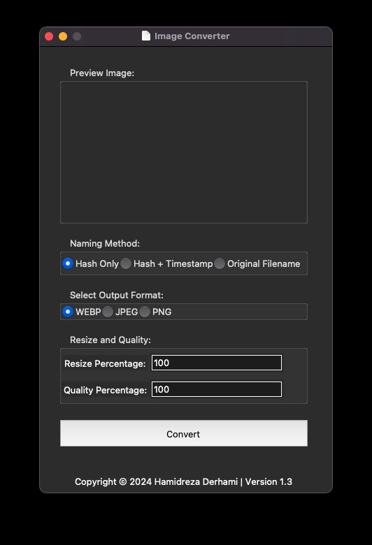 Image Converter
Preview Image:
Naming Method:
Hash Only Hash + Timestamp Original Filename
Select Output Format:
WEBP JPEG PNG
Resize and Quality:
Resize Percentage: 100
Quality Percentage: 100
Convert
Copyright © 2024 Hamidreza Derhami | Version 1.3